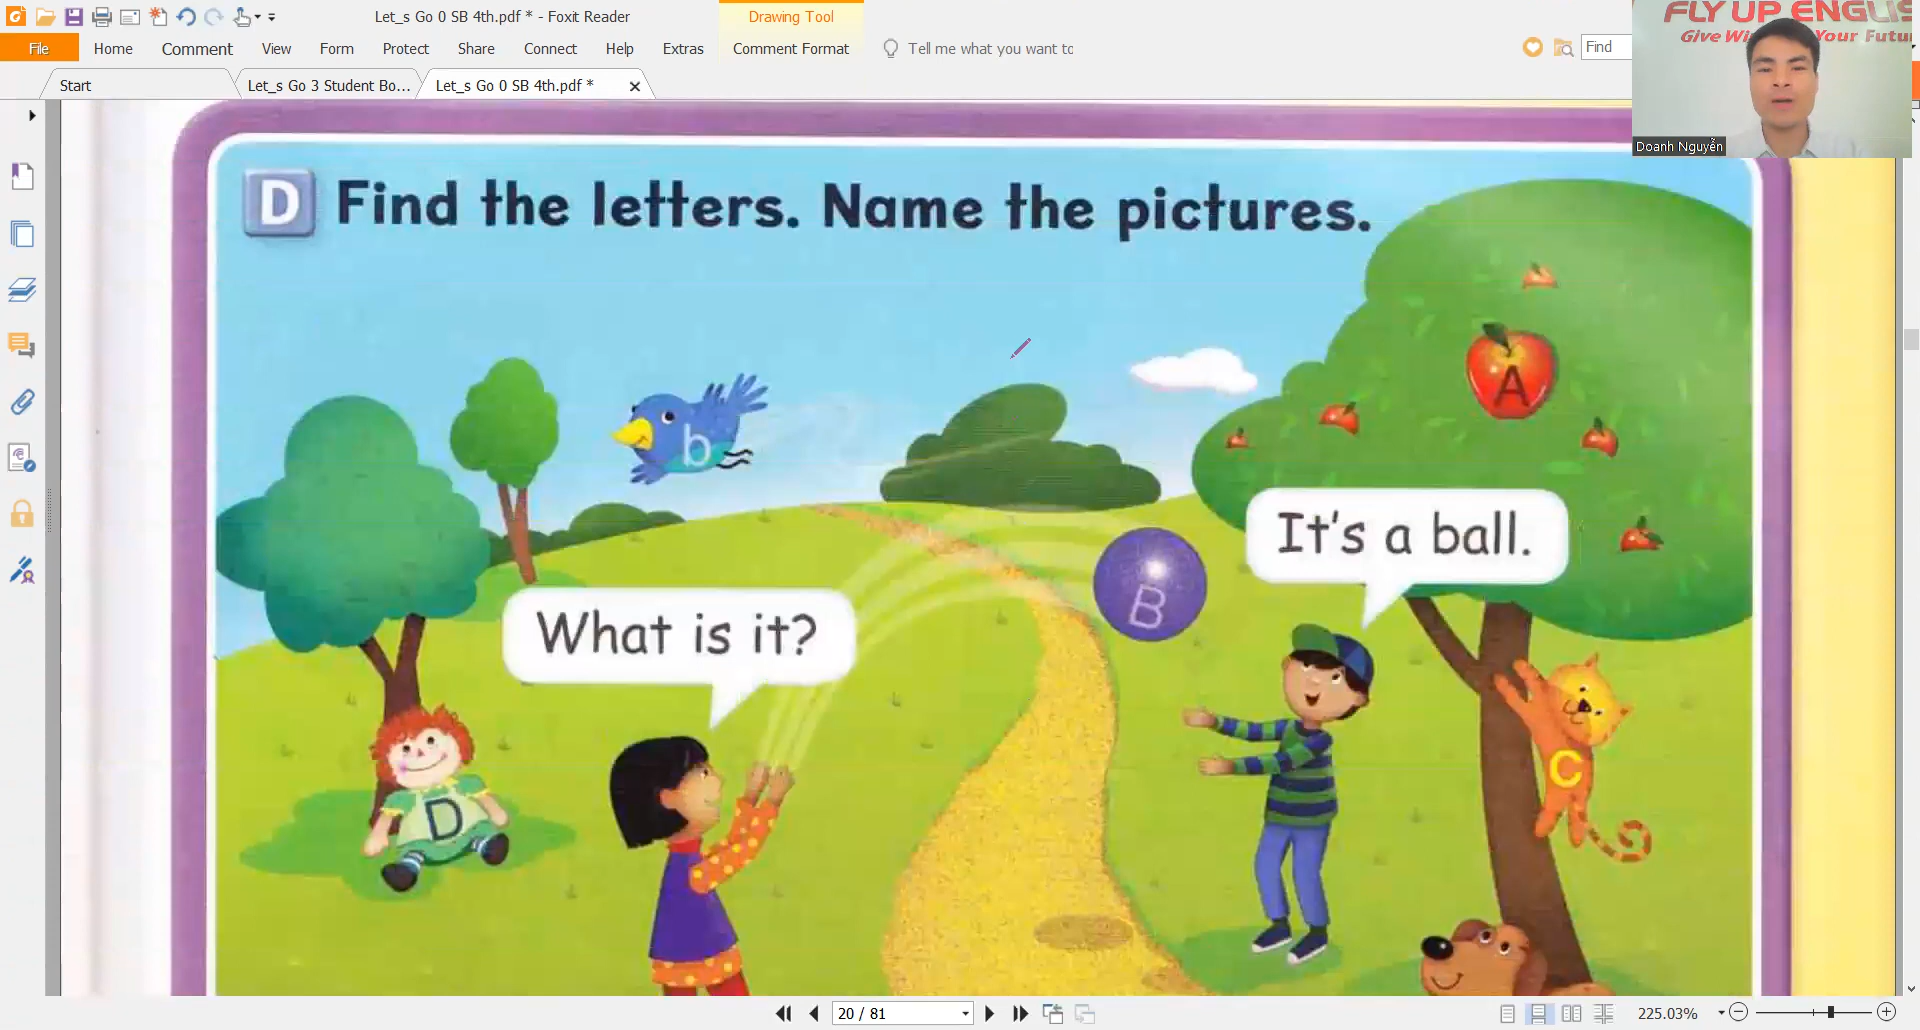 Let_s Go 0 SB 4th.pdf * - Foxit Reader
Drawing Tool
File Home Comment View Form Protect Share Connect Help Extras Comment Format Tell me what you want to Find
Start Let_s Go 3 Student Bo... Let_s Go 0 SB 4th.pdf *
FLY UP ENGLIS
Give Wi Your Futu
Doanh Nguyễn
D Find the letters. Name the pictures.
A
b
It's a ball.
B
What is it?
C
D
20 / 81
225.03%